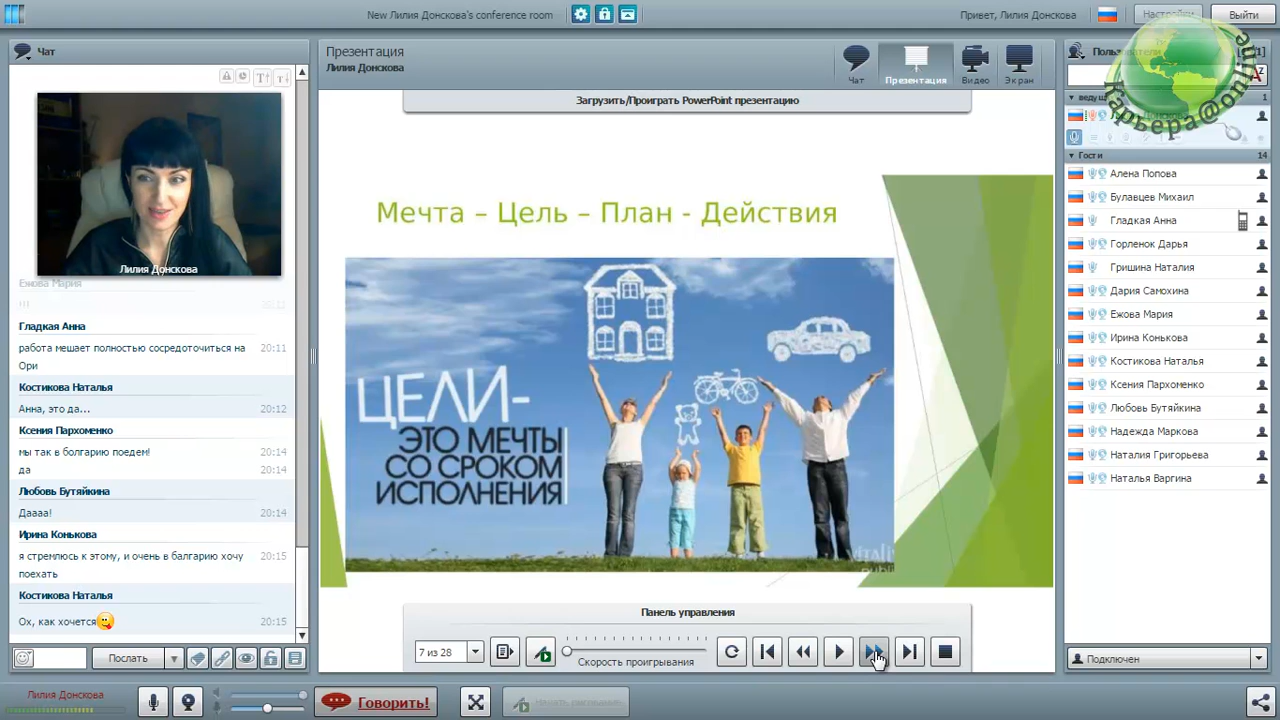 New Лилия Донскова's conference room
Привет, Лилия Донскова
Настройки
Выйти
Чат
Лилия Донскова
Ежова Мария
Гладкая Анна
работа мешает полностью сосредоточиться на 20:11
Ори
Костикова Наталья
Анна, это да... 20:12
Ксения Пархоменко
мы так в болгарию поедем! 20:14
да 20:14
Любовь Бутяйкина
Даааа! 20:14
Ирина Конькова
я стремлюсь к этому, и очень в балгарию хочу 20:15
поехать
Костикова Наталья
Ох, как хочется 20:15
Послать
Презентация
Лилия Донскова
Чат
Презентация
Видео
Экран
Загрузить/Проиграть PowerPoint презентацию
Мечта – Цель – План - Действия
ЦЕЛИ-
ЭТО МЕЧТЫ
СО СРОКОМ
ИСПОЛНЕНИЯ
Панель управления
7 из 28
Скорость проигрывания
карьера@online
Гости 14
Алена Попова
Булавцев Михаил
Гладкая Анна
Горленок Дарья
Гришина Наталия
Дария Самохина
Ежова Мария
Ирина Конькова
Костикова Наталья
Ксения Пархоменко
Любовь Бутяйкина
Надежда Маркова
Наталия Григорьева
Наталья Варгина
Подключен
Лилия Донскова
Говорить!